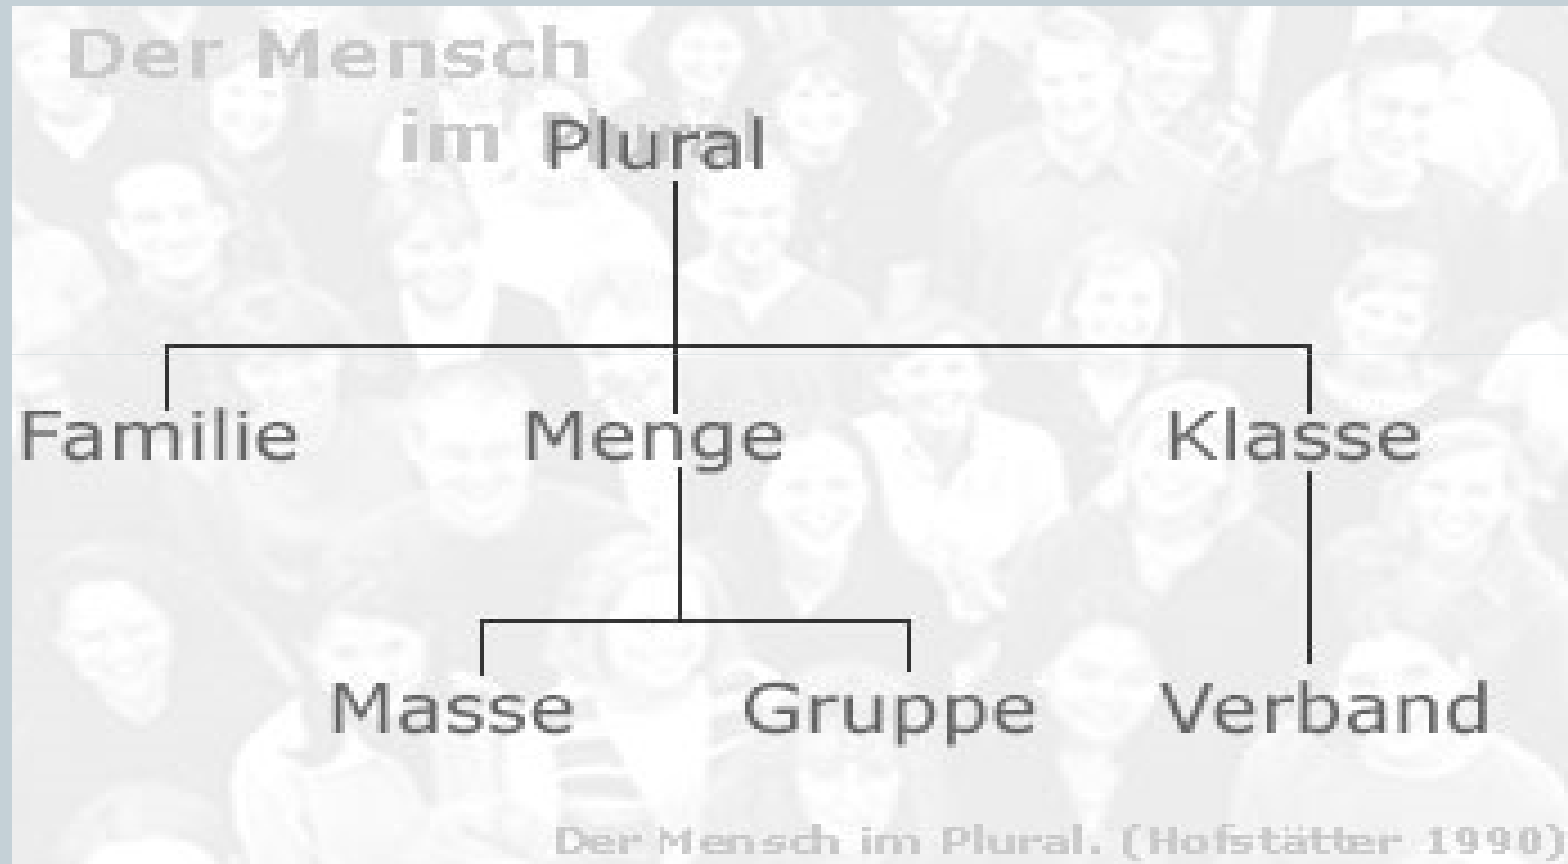 Der Mensch
im Plural
Familie Menge Klasse
Masse Gruppe Verband
Der Mensch im Plural. (Hofstätter 1990)